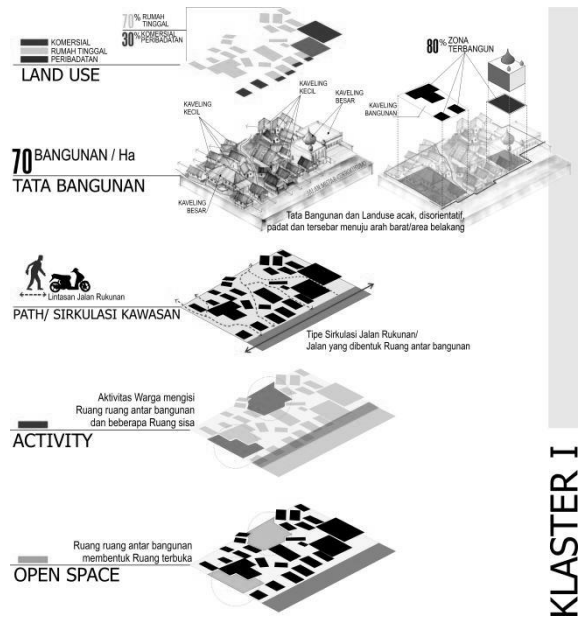 70% RUMAH
TINGGAL
30% KOMERSIAL
PERIBADATAN
KOMERSIAL
RUMAH TINGGAL
PERIBADATAN
LAND USE
80% ZONA
TERBANGUN
KAVELING
KECIL
KAVELING
KECIL
KAVELING
BESAR
KAVELING
BANGUNAN
70 BANGUNAN / Ha
TATA BANGUNAN
KAVELING
BESAR
Tata Bangunan dan Landuse acak, disorientatif,
padat dan tersebar menuju arah barat/area belakang
Lintasan Jalan Rukunan
PATH/ SIRKULASI KAWASAN
Tipe Sirkulasi Jalan Rukunan/
Jalan yang dibentuk Ruang antar bangunan
Aktivitas Warga mengisi
Ruang ruang antar bangunan
dan beberapa Ruang sisa
ACTIVITY
Ruang ruang antar bangunan
membentuk Ruang terbuka
OPEN SPACE
KLASTER I